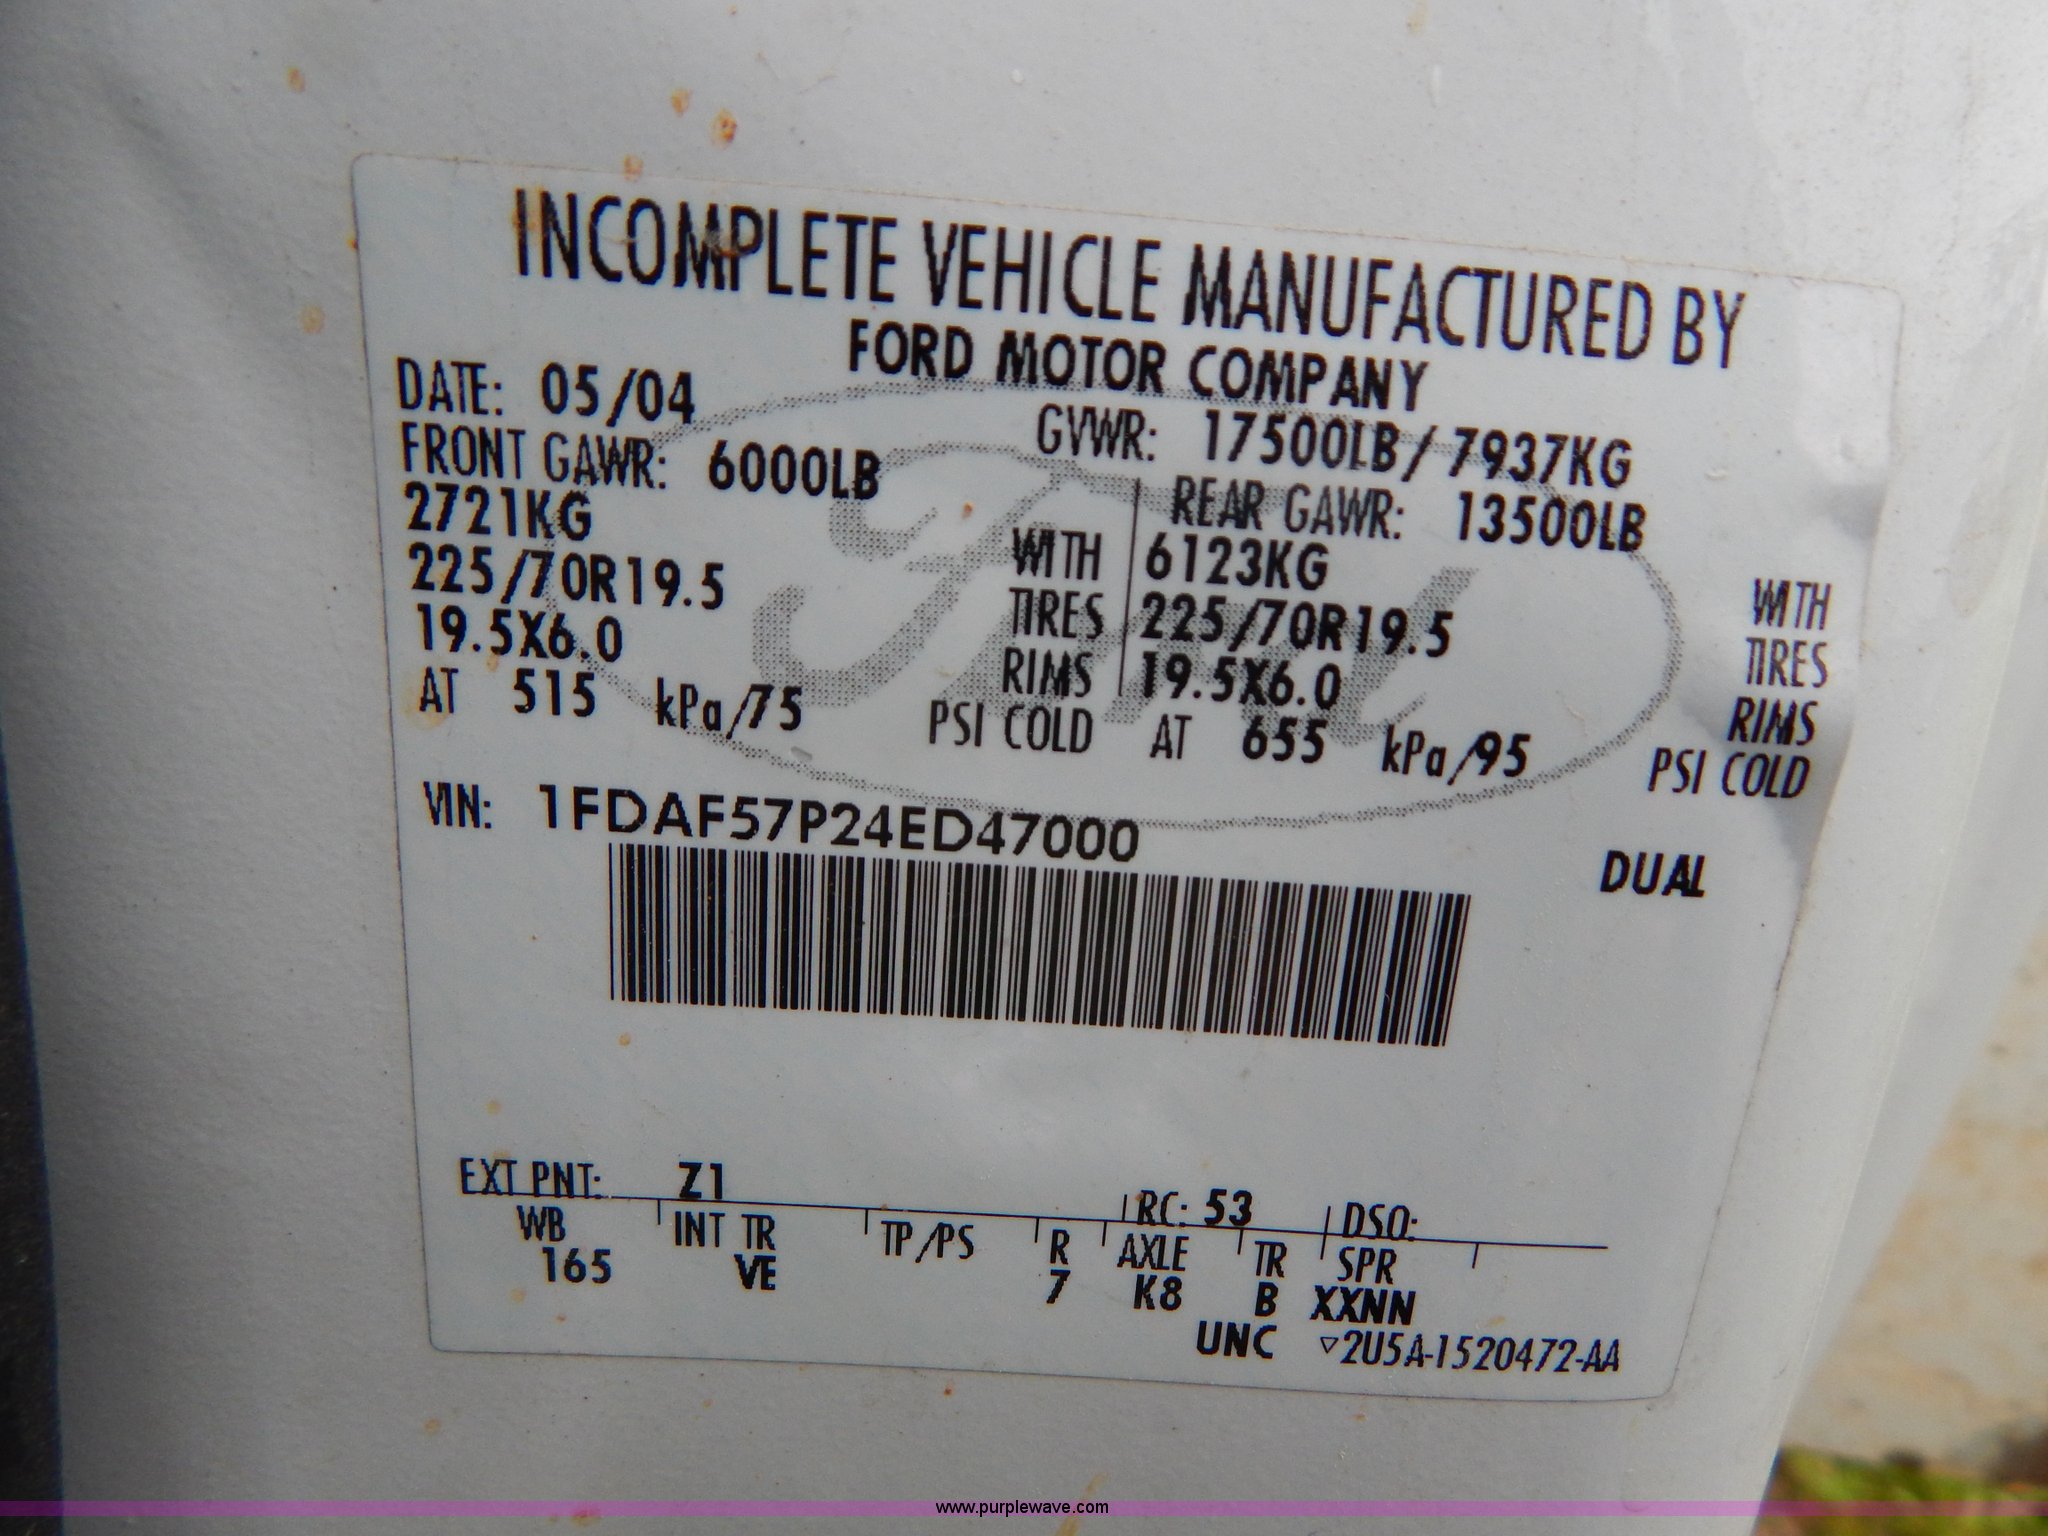 INCOMPLETE VEHICLE MANUFACTURED BY
FORD MOTOR COMPANY
DATE: 05/04
GVWR: 17500LB/7937KG
FRONT GAWR: 6000LB
2721KG WITH
225/70R19.5 TIRES
19.5X6.0 RIMS
AT 515 kPa/75 PSI COLD
REAR GAWR: 13500LB
6123KG WITH
225/70R19.5 TIRES
19.5X6.0 RIMS
AT 655 kPa/95 PSI COLD
VIN: 1FDAF57P24ED47000
DUAL
EXT PNT: Z1 RC: 53 DSO:
WB INT TR TP/PS R AXLE TR SPR
165 VE 7 K8 B XXNN
UNC ▽2U5A-1520472-AA
Ford
www.purplewave.com